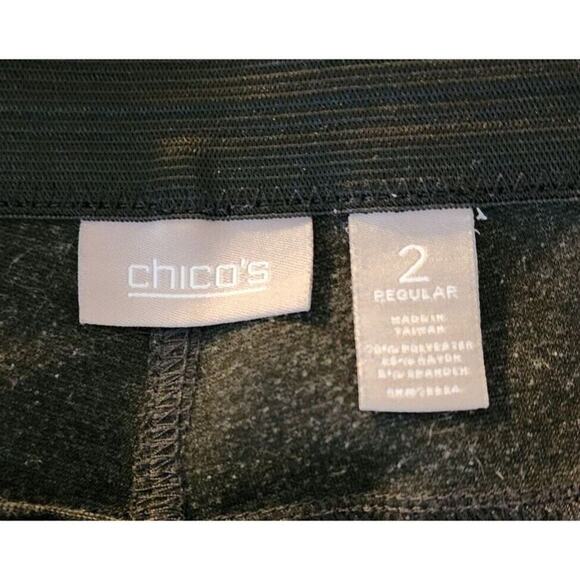 chico's
2
REGULAR
MADE IN
TAIWAN
POLYESTER
RAYON
SPANDEX